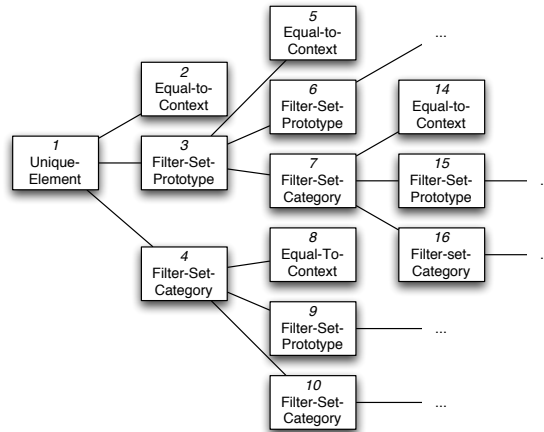 1
Unique-
Element
2
Equal-to-
Context
3
Filter-Set-
Prototype
4
Filter-Set-
Category
5
Equal-to-
Context
6
Filter-Set-
Prototype
7
Filter-Set-
Category
8
Equal-To-
Context
9
Filter-Set-
Prototype
10
Filter-Set-
Category
14
Equal-to-
Context
15
Filter-Set-
Prototype
16
Filter-set-
Category
...
...
...
.
.